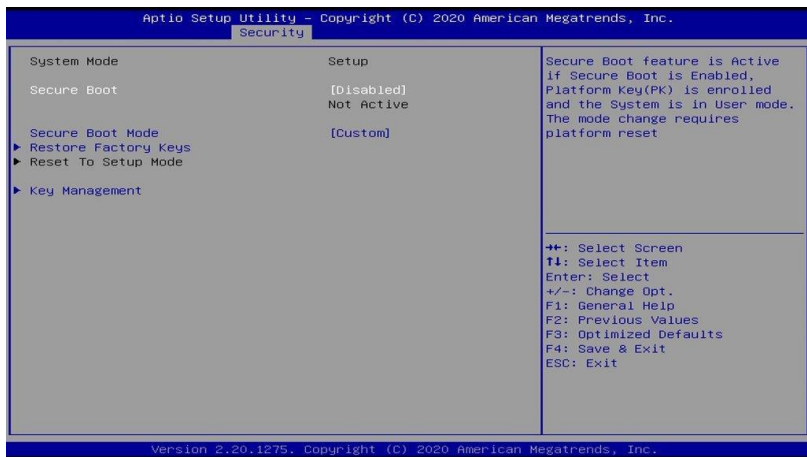 Aptio Setup Utility – Copyright (C) 2020 American Megatrends, Inc.
Security
System Mode Setup
Secure Boot [Disabled]
Not Active
Secure Boot Mode [Custom]
▶ Restore Factory Keys
▶ Reset To Setup Mode
▶ Key Management
Secure Boot feature is Active
if Secure Boot is Enabled,
Platform Key(PK) is enrolled
and the System is in User mode.
The mode change requires
platform reset
→←: Select Screen
↑↓: Select Item
Enter: Select
+/-: Change Opt.
F1: General Help
F2: Previous Values
F3: Optimized Defaults
F4: Save & Exit
ESC: Exit
Version 2.20.1275. Copyright (C) 2020 American Megatrends, Inc.